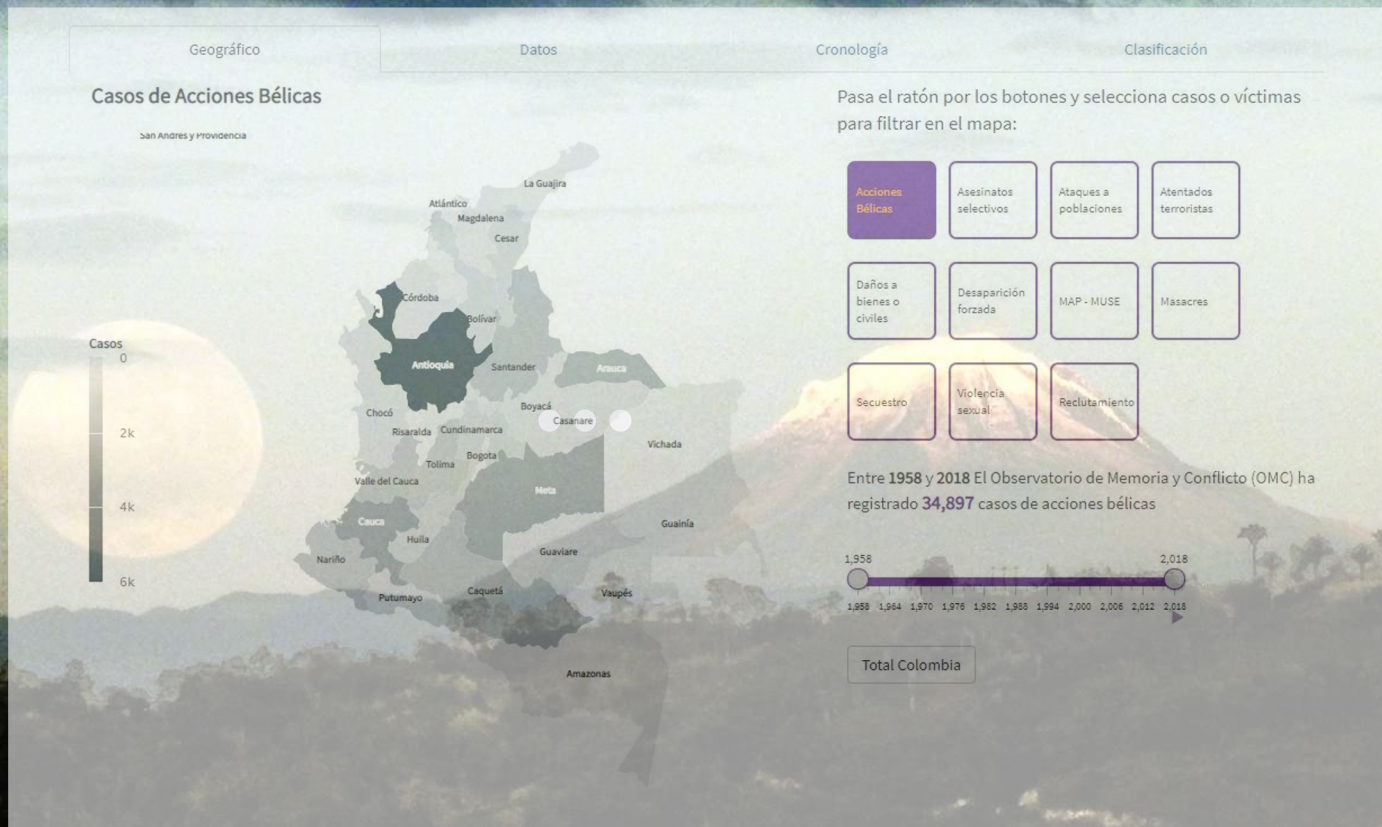 Geográfico
Datos
Cronología
Clasificación
Casos de Acciones Bélicas
San Andrés y Providencia
La Guajira
Atlántico
Magdalena
Cesar
Córdoba
Bolívar
Antioquia
Santander
Arauca
Chocó
Boyacá
Casanare
Risaralda
Cundinamarca
Vichada
Bogota
Tolima
Valle del Cauca
Meta
Cauca
Guainía
Huila
Nariño
Guaviare
Caquetá
Vaupés
Putumayo
Amazonas
Casos
0
2k
4k
6k
Pasa el ratón por los botones y selecciona casos o víctimas
para filtrar en el mapa:
Acciones
Bélicas
Asesinatos
selectivos
Ataques a
poblaciones
Atentados
terroristas
Daños a
bienes o
civiles
Desaparición
forzada
MAP - MUSE
Masacres
Secuestro
Violencia
sexual
Reclutamiento
Entre 1958 y 2018 El Observatorio de Memoria y Conflicto (OMC) ha
registrado 34,897 casos de acciones bélicas
1,958 2,018
1,958 1,964 1,970 1,976 1,982 1,988 1,994 2,000 2,006 2,012 2,018
Total Colombia